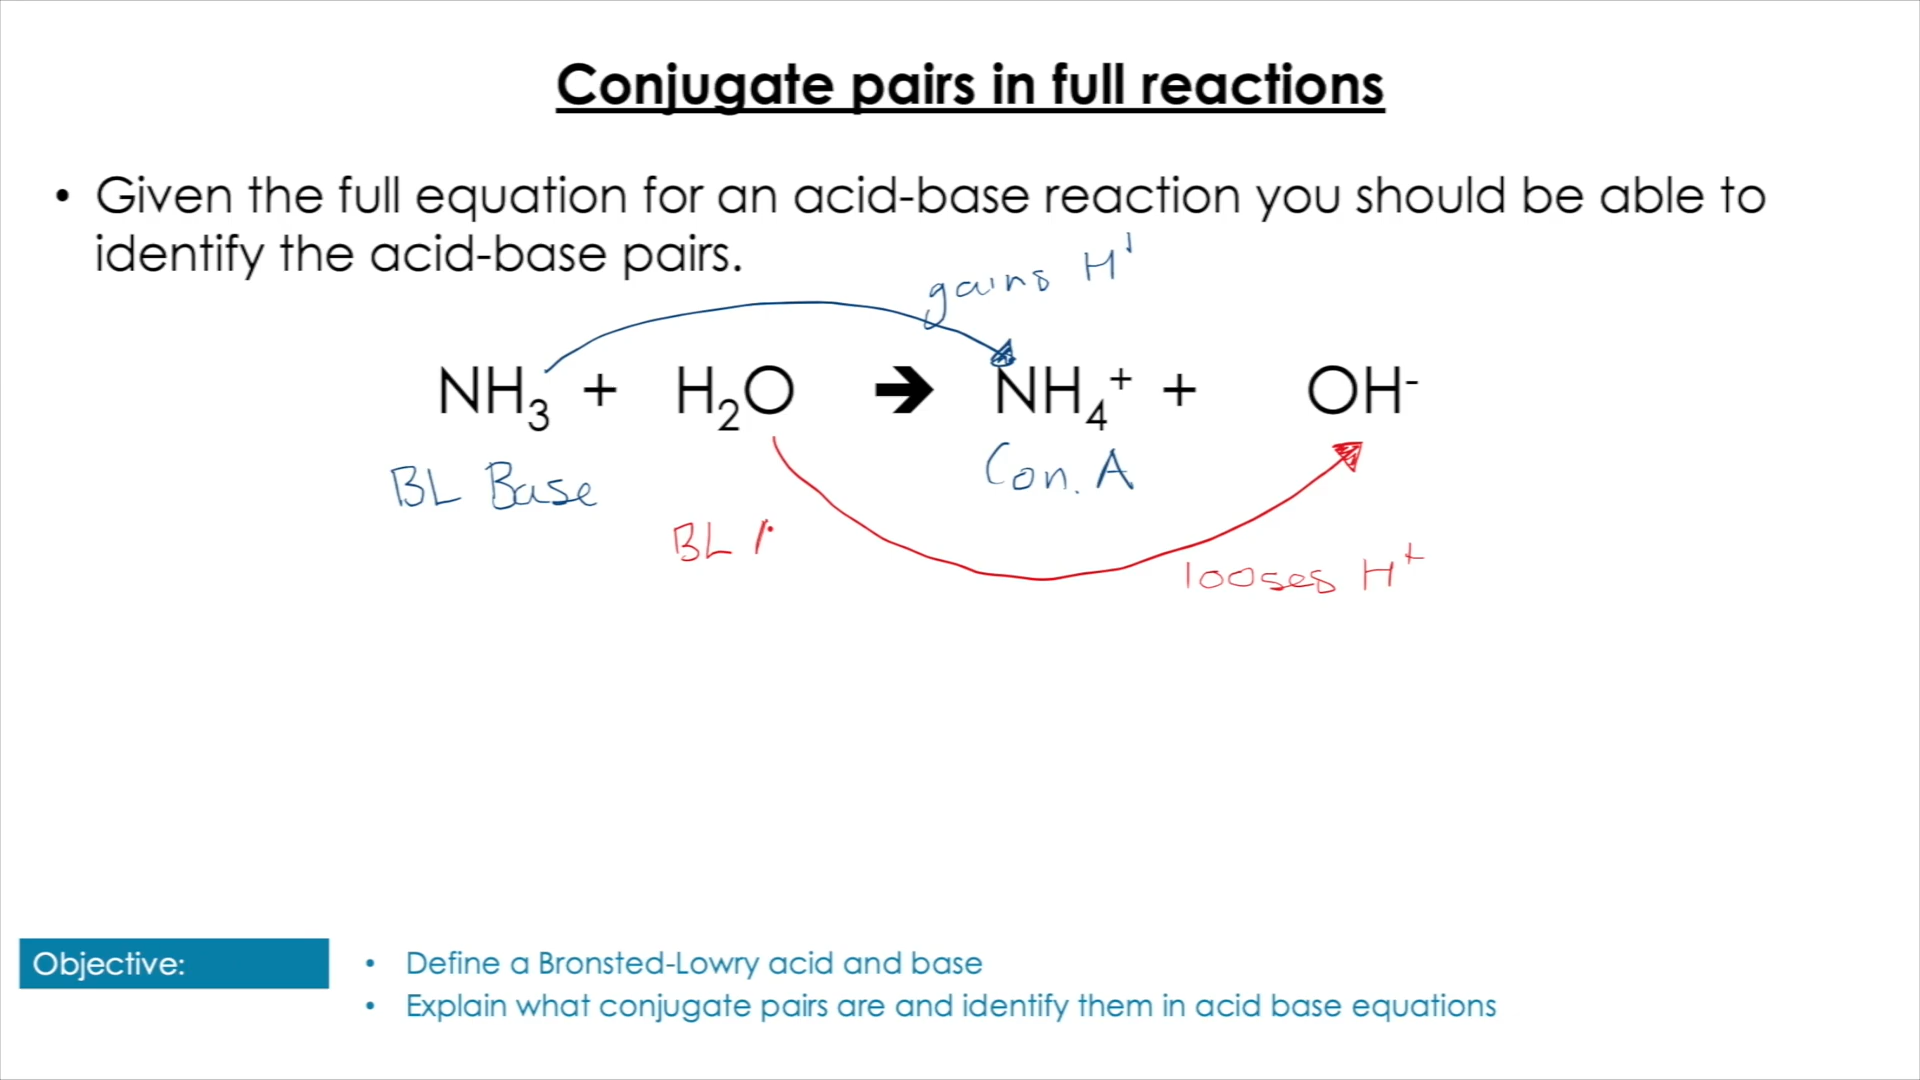 Conjugate pairs in full reactions
• Given the full equation for an acid-base reaction you should be able to
identify the acid-base pairs.
gains H⁺
NH₃ + H₂O ➔ NH₄⁺ + OH⁻
BL Base
Con. A
BL
looses H⁺
Objective:
• Define a Bronsted-Lowry acid and base
• Explain what conjugate pairs are and identify them in acid base equations